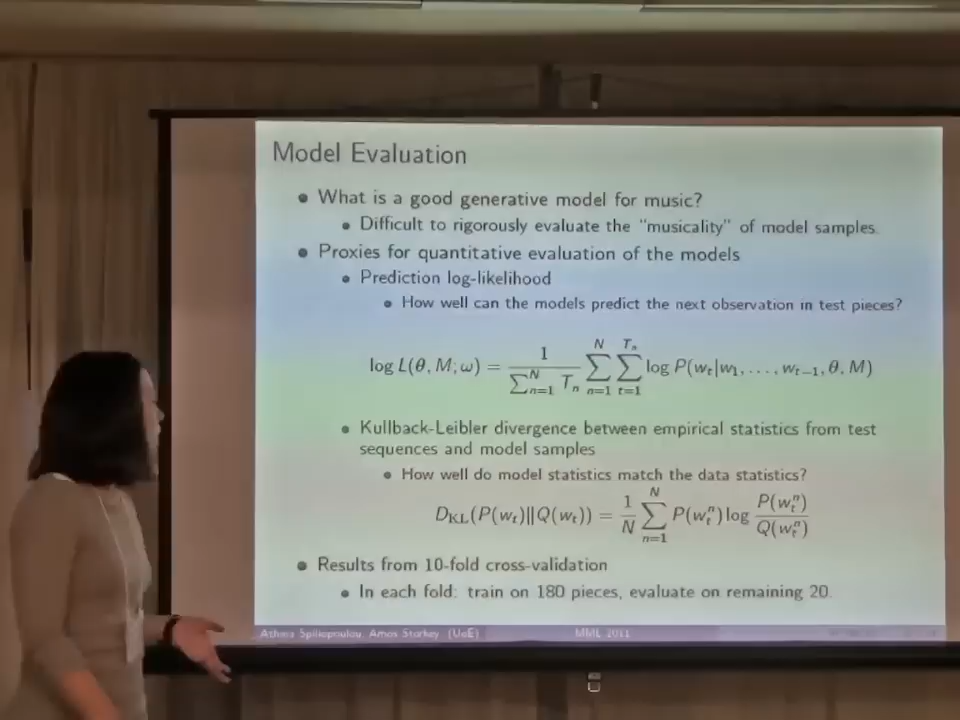 Model Evaluation
• What is a good generative model for music?
• Difficult to rigorously evaluate the "musicality" of model samples.
• Proxies for quantitative evaluation of the models
• Prediction log-likelihood
• How well can the models predict the next observation in test pieces?
log L(θ, M; ω) = 1 / ∑_{n=1}^{N} T_n ∑_{n=1}^{N} ∑_{t=1}^{T_n} log P(w_t|w_1, . . . , w_{t−1}, θ, M)
• Kullback-Leibler divergence between empirical statistics from test
sequences and model samples
• How well do model statistics match the data statistics?
D_KL(P(w_t)||Q(w_t)) = 1/N ∑_{n=1}^{N} P(w_t^n) log P(w_t^n)/Q(w_t^n)
• Results from 10-fold cross-validation
• In each fold: train on 180 pieces, evaluate on remaining 20.
Athina Spiliopoulou, Amos Storkey (UoE) MML 2011